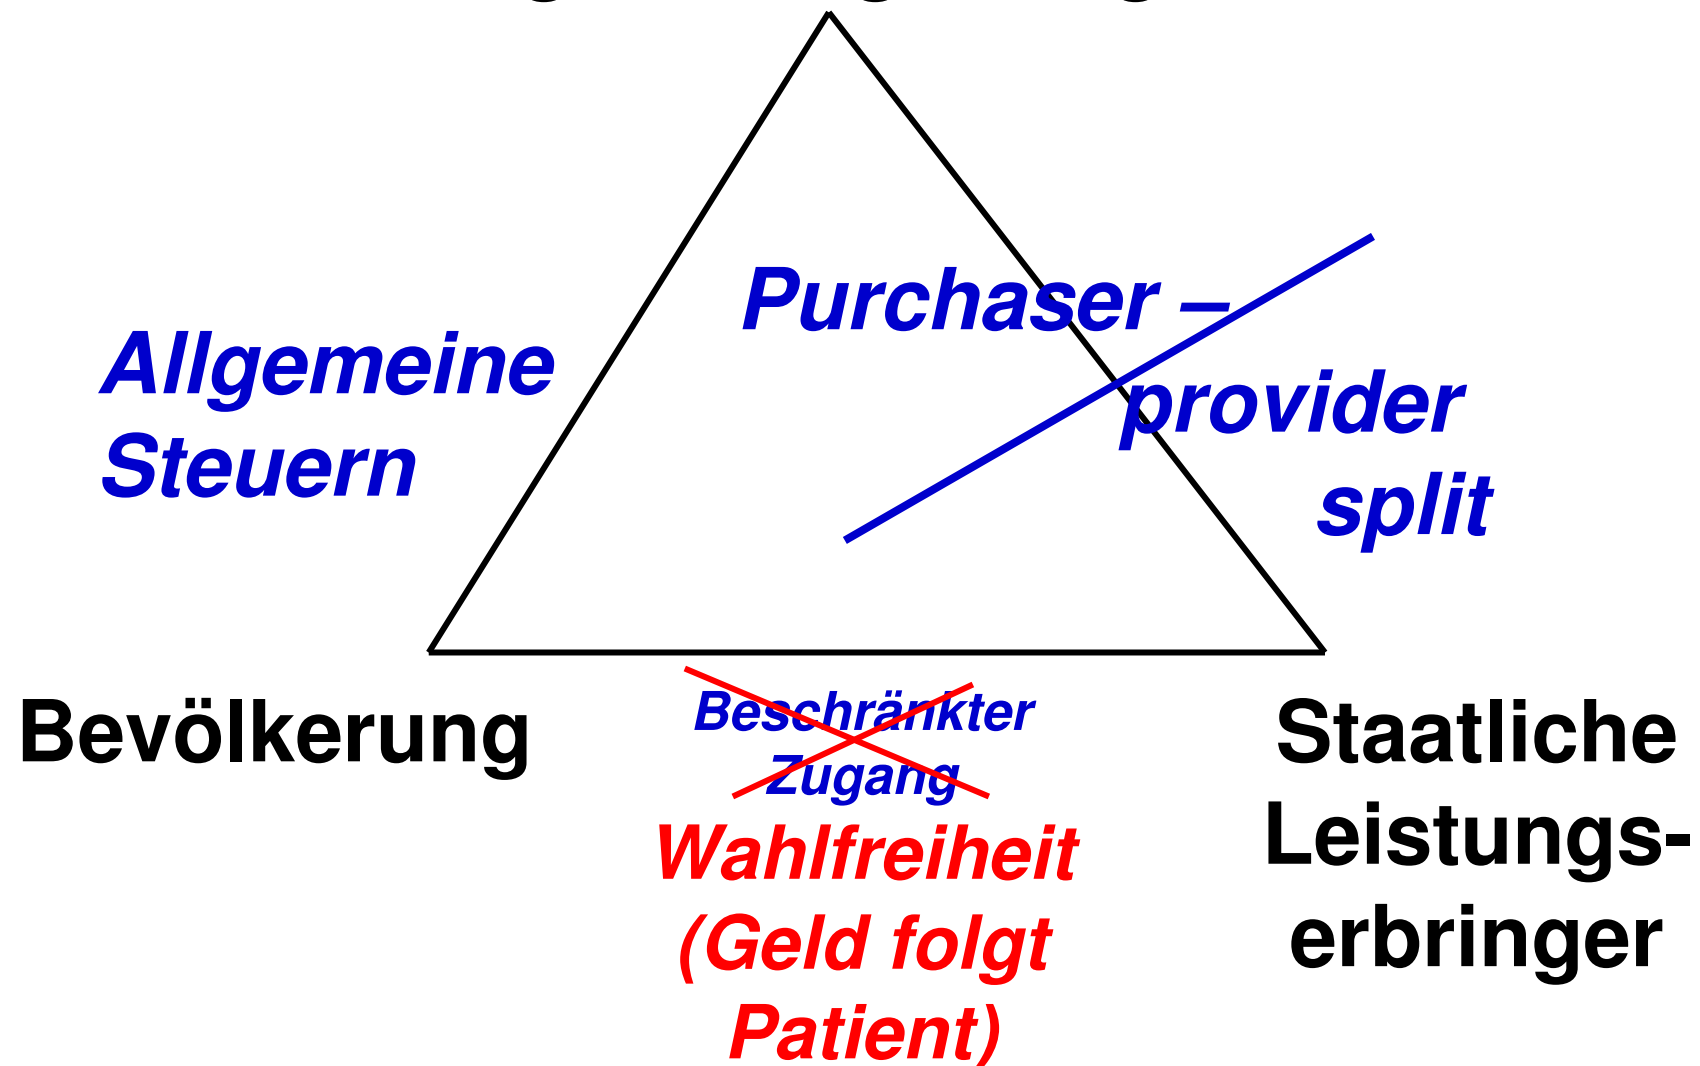 Purchaser –
Allgemeine
provider
Steuern
split
Bevölkerung
Beschränkter
Zugang
Staatliche
Leistungs-
erbringer
Wahlfreiheit
(Geld folgt
Patient)